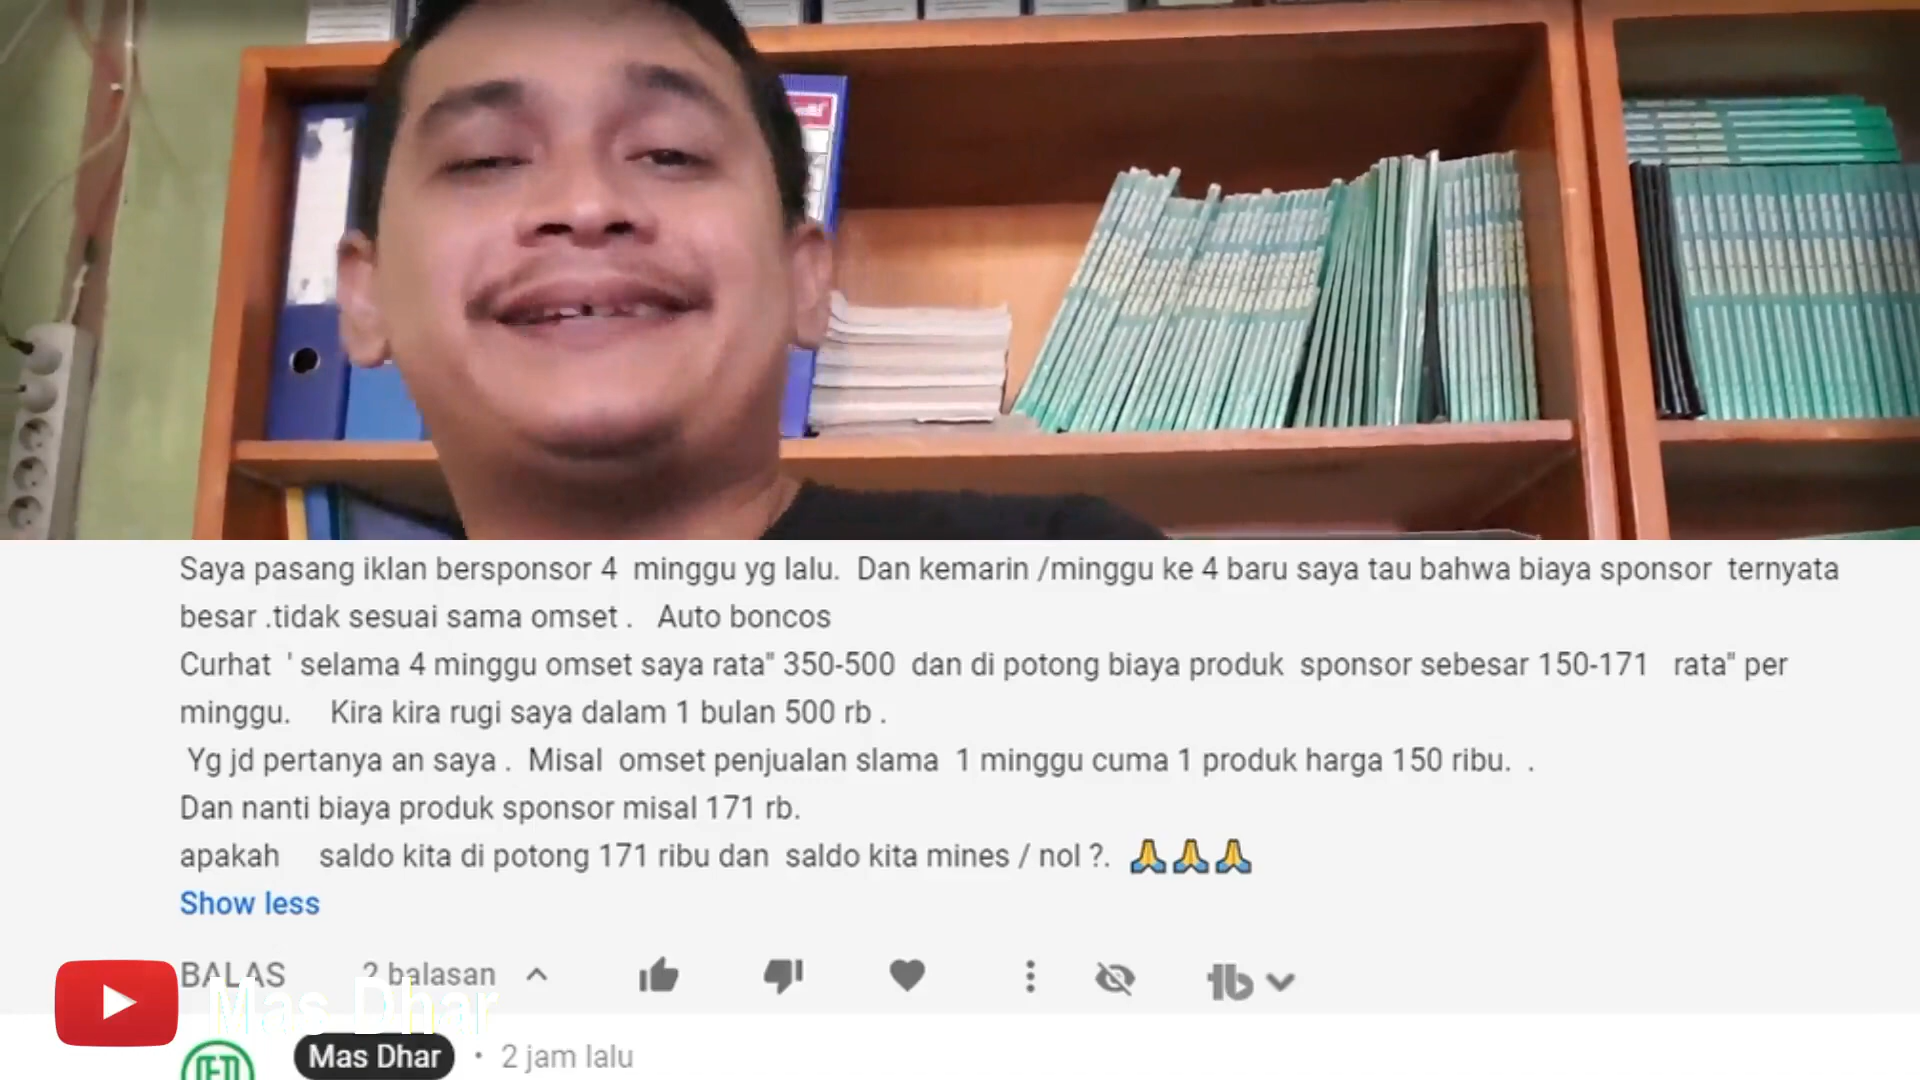 Saya pasang iklan bersponsor 4 minggu yg lalu. Dan kemarin /minggu ke 4 baru saya tau bahwa biaya sponsor ternyata
besar .tidak sesuai sama omset . Auto boncos
Curhat ' selama 4 minggu omset saya rata" 350-500 dan di potong biaya produk sponsor sebesar 150-171 rata" per
minggu. Kira kira rugi saya dalam 1 bulan 500 rb .
Yg jd pertanya an saya . Misal omset penjualan slama 1 minggu cuma 1 produk harga 150 ribu. .
Dan nanti biaya produk sponsor misal 171 rb.
apakah saldo kita di potong 171 ribu dan saldo kita mines / nol ?. 🙏🙏🙏
Show less
BALAS 2 balasan
Mas Dhar
Mas Dhar • 2 jam lalu